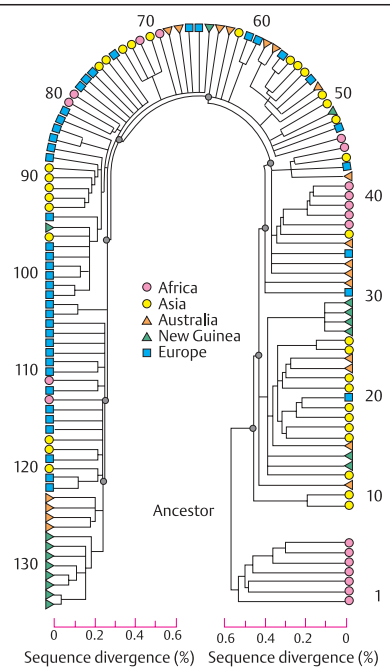 70
60
80
50
90
40
Africa
Asia
Australia
New Guinea
Europe
100
30
110
20
120
Ancestor
10
130
1
0 0.2 0.4 0.6
0.6 0.4 0.2 0
Sequence divergence (%)
Sequence divergence (%)